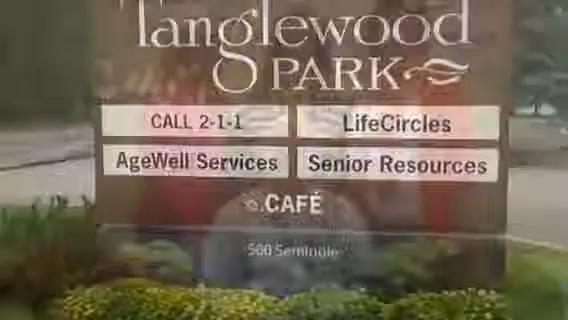 Tanglewood
PARK
CALL 2-1-1 LifeCircles
AgeWell Services Senior Resources
CAFÉ
500 Seminole